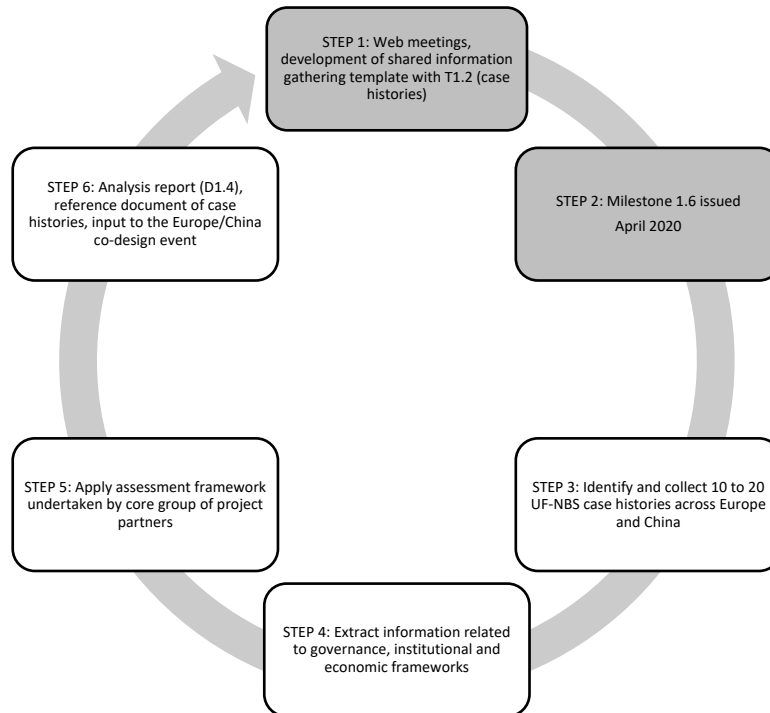 STEP 1: Web meetings,
development of shared information
gathering template with T1.2 (case
histories)
STEP 2: Milestone 1.6 issued
April 2020
STEP 3: Identify and collect 10 to 20
UF-NBS case histories across Europe
and China
STEP 4: Extract information related
to governance, institutional and
economic frameworks
STEP 5: Apply assessment framework
undertaken by core group of project
partners
STEP 6: Analysis report (D1.4),
reference document of case
histories, input to the Europe/China
co-design event